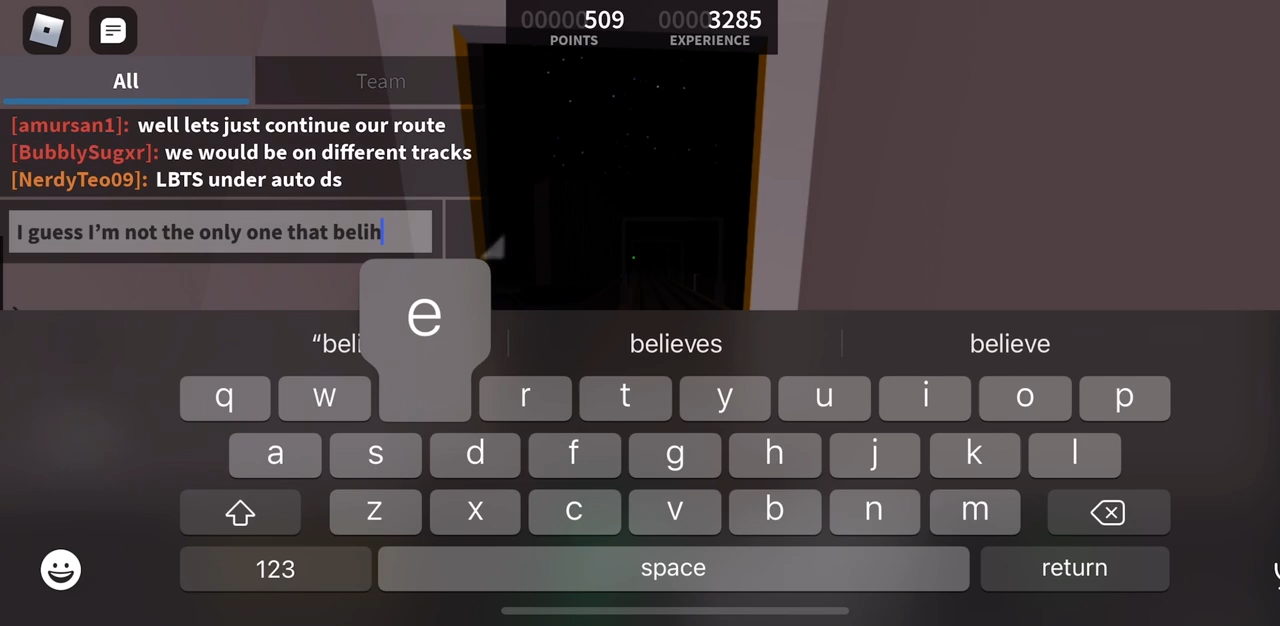 00000509
POINTS
00003285
EXPERIENCE
All
Team
[amursan1]: well lets just continue our route
[BubblySugxr]: we would be on different tracks
[NerdyTeo09]: LBTS under auto ds
I guess I’m not the only one that belih
e
“beli
believes
believe
q w r t y u i o p
a s d f g h j k l
z x c v b n m
123
space
return